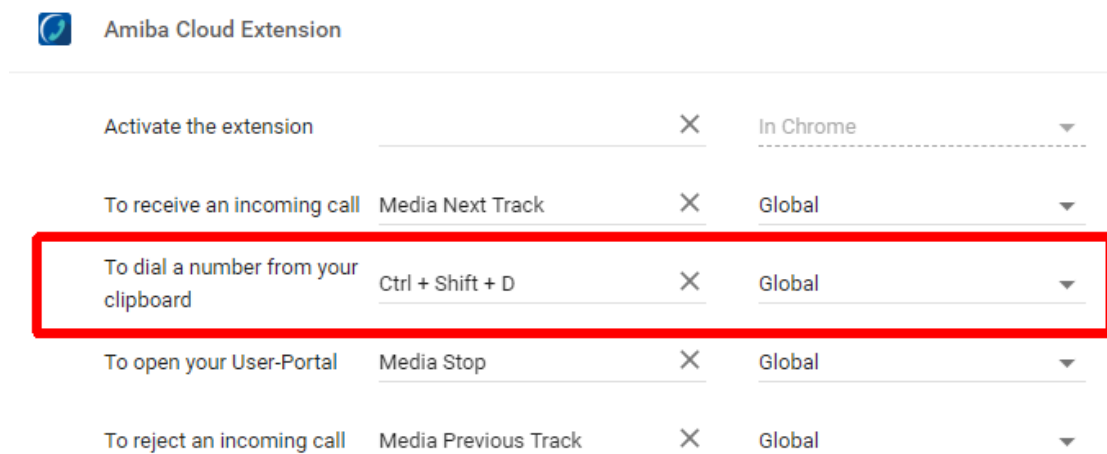 Amiba Cloud Extension
Activate the extension In Chrome
To receive an incoming call Media Next Track Global
To dial a number from your
clipboard Ctrl + Shift + D Global
To open your User-Portal Media Stop Global
To reject an incoming call Media Previous Track Global